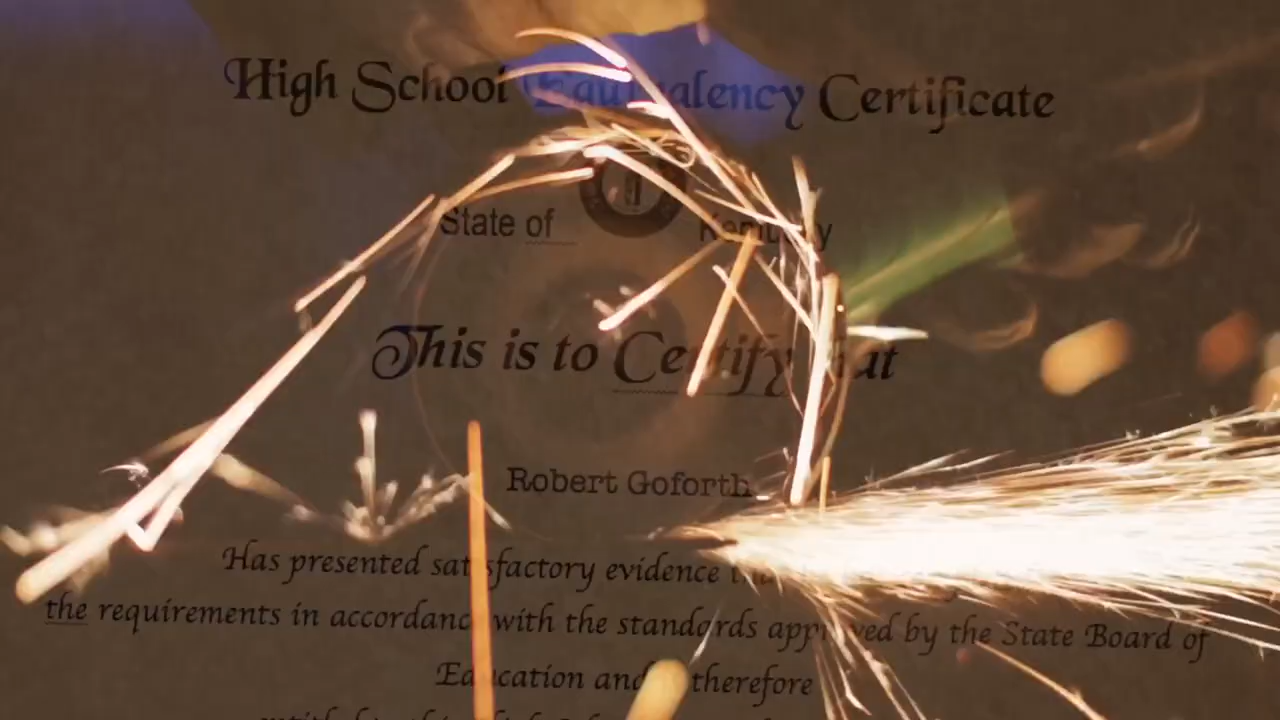 High School Equivalency Certificate
State of Kentucky
This is to Certify that
Robert Goforth
Has presented satisfactory evidence
the requirements in accordance with the standards approved by the State Board of
Education and therefore